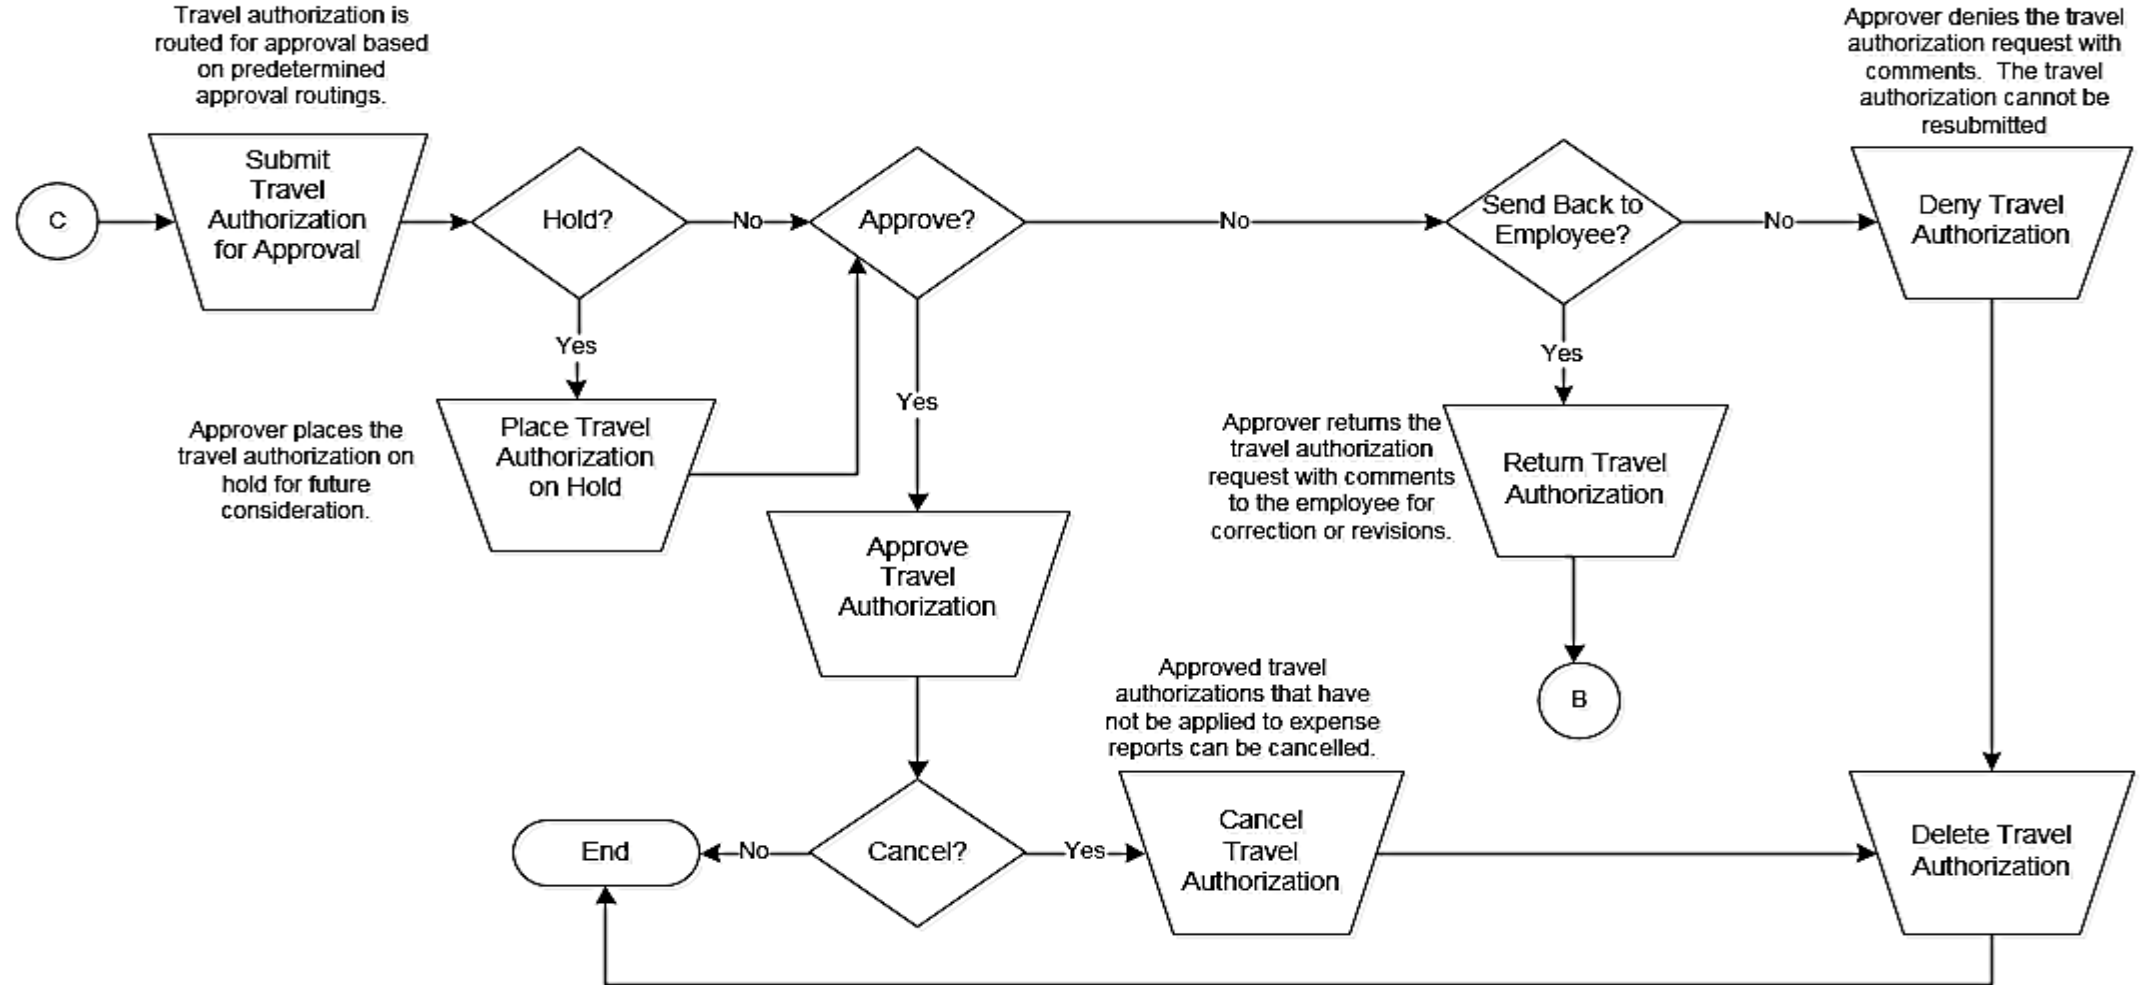 Travel authorization is
routed for approval based
on predetermined
approval routings.
Approver denies the travel
authorization request with
comments.  The travel
authorization cannot be
resubmitted
C
Submit
Travel
Authorization
for Approval
Hold?
No
Approve?
No
Send Back to
Employee?
No
Deny Travel
Authorization
Yes
Yes
Yes
Approver places the
travel authorization on
hold for future
consideration.
Place Travel
Authorization
on Hold
Approver returns the
travel authorization
request with comments
to the employee for
correction or revisions.
Return Travel
Authorization
Approve
Travel
Authorization
B
Approved travel
authorizations that have
not be applied to expense
reports can be cancelled.
End
No
Cancel?
Yes
Cancel
Travel
Authorization
Delete Travel
Authorization